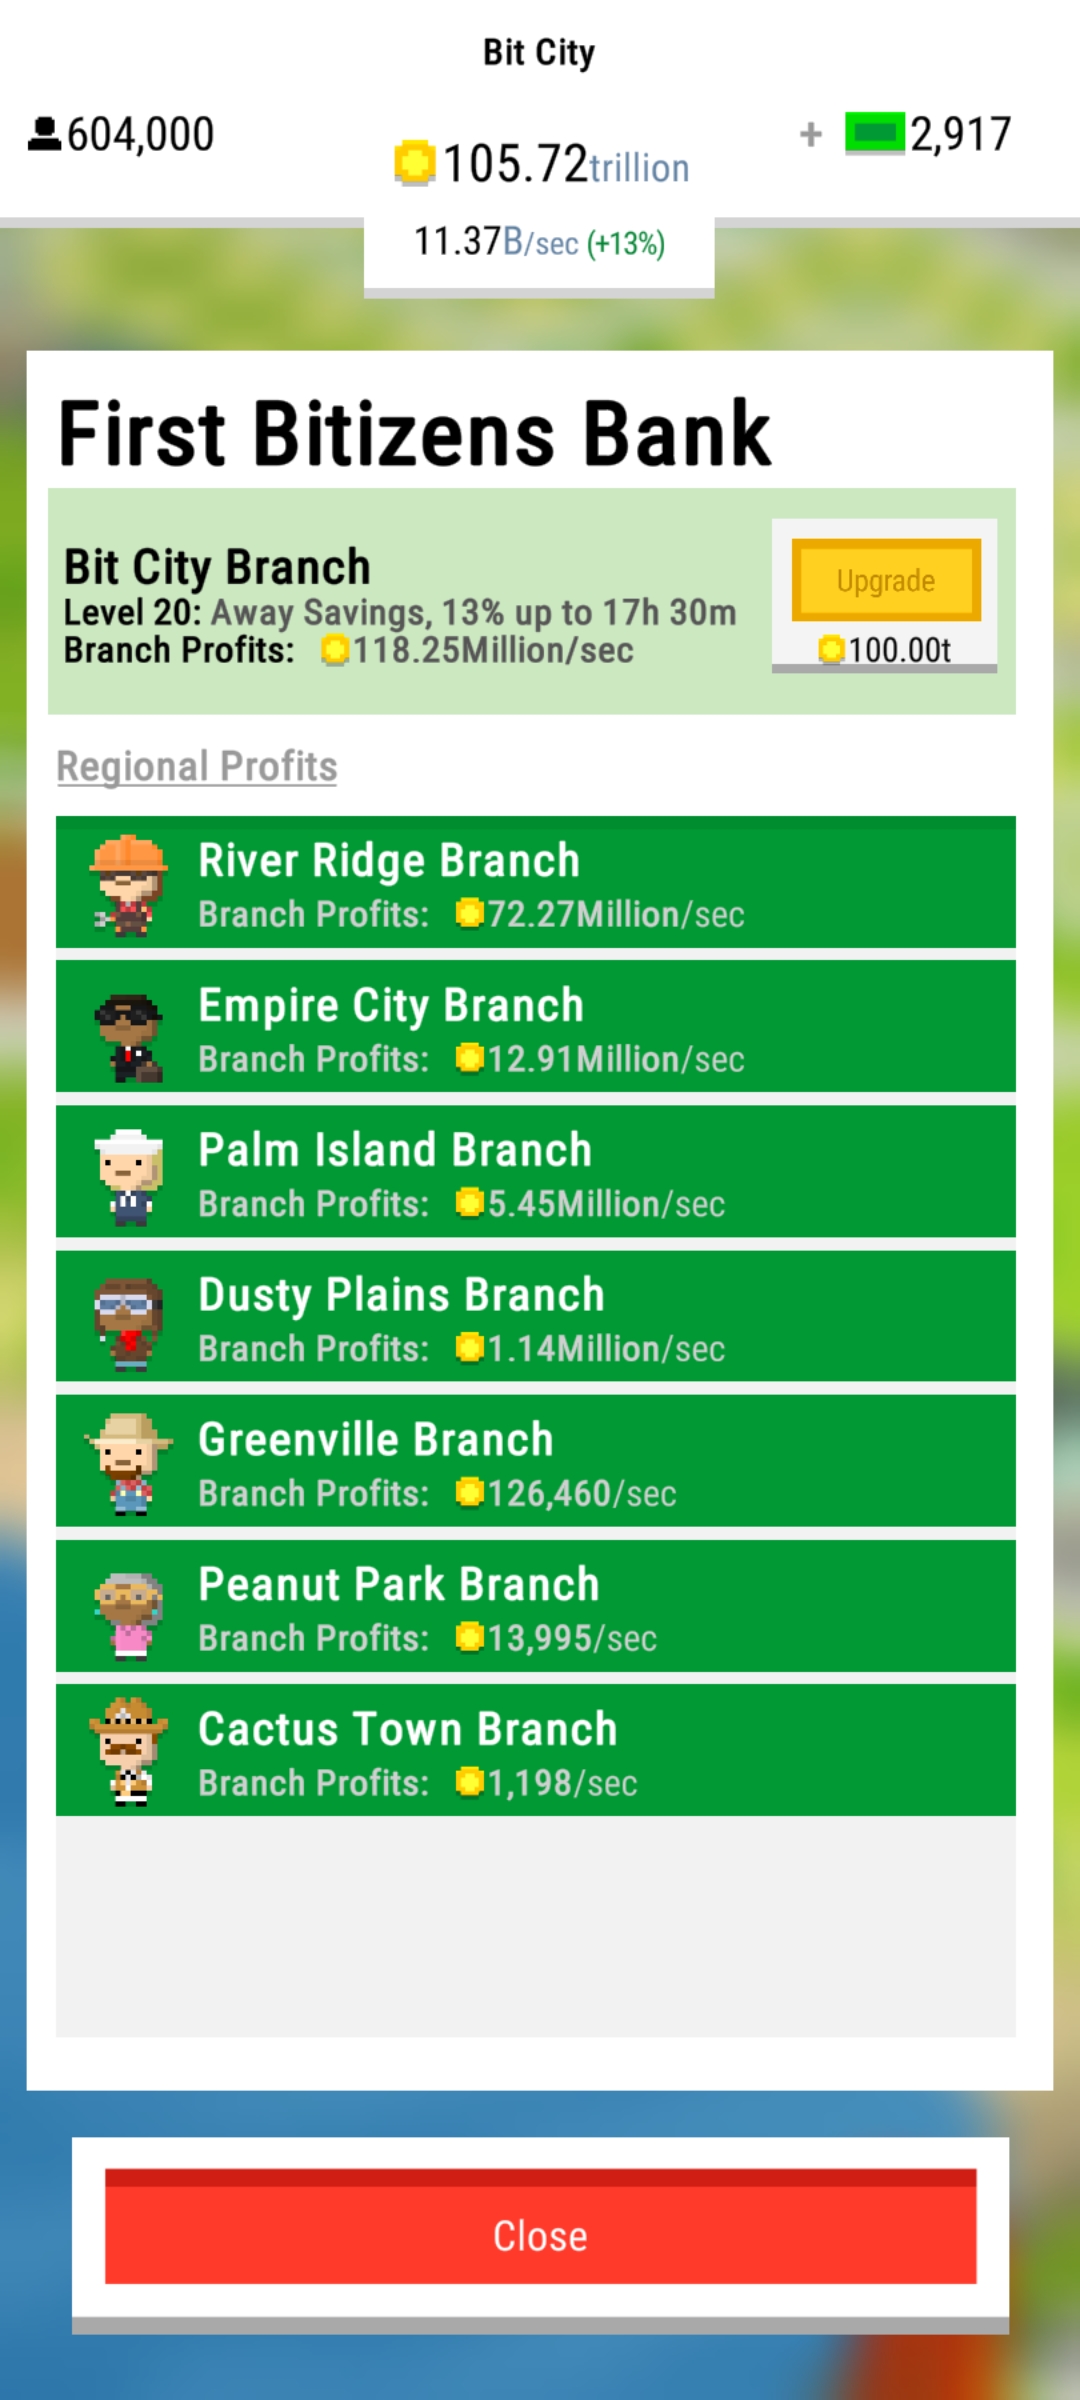 Bit City
604,000
105.72trillion
+ 2,917
11.37B/sec (+13%)
First Bitizens Bank
Bit City Branch
Level 20: Away Savings, 13% up to 17h 30m
Branch Profits: 118.25Million/sec
Upgrade
100.00t
Regional Profits
River Ridge Branch
Branch Profits: 72.27Million/sec
Empire City Branch
Branch Profits: 12.91Million/sec
Palm Island Branch
Branch Profits: 5.45Million/sec
Dusty Plains Branch
Branch Profits: 1.14Million/sec
Greenville Branch
Branch Profits: 126,460/sec
Peanut Park Branch
Branch Profits: 13,995/sec
Cactus Town Branch
Branch Profits: 1,198/sec
Close